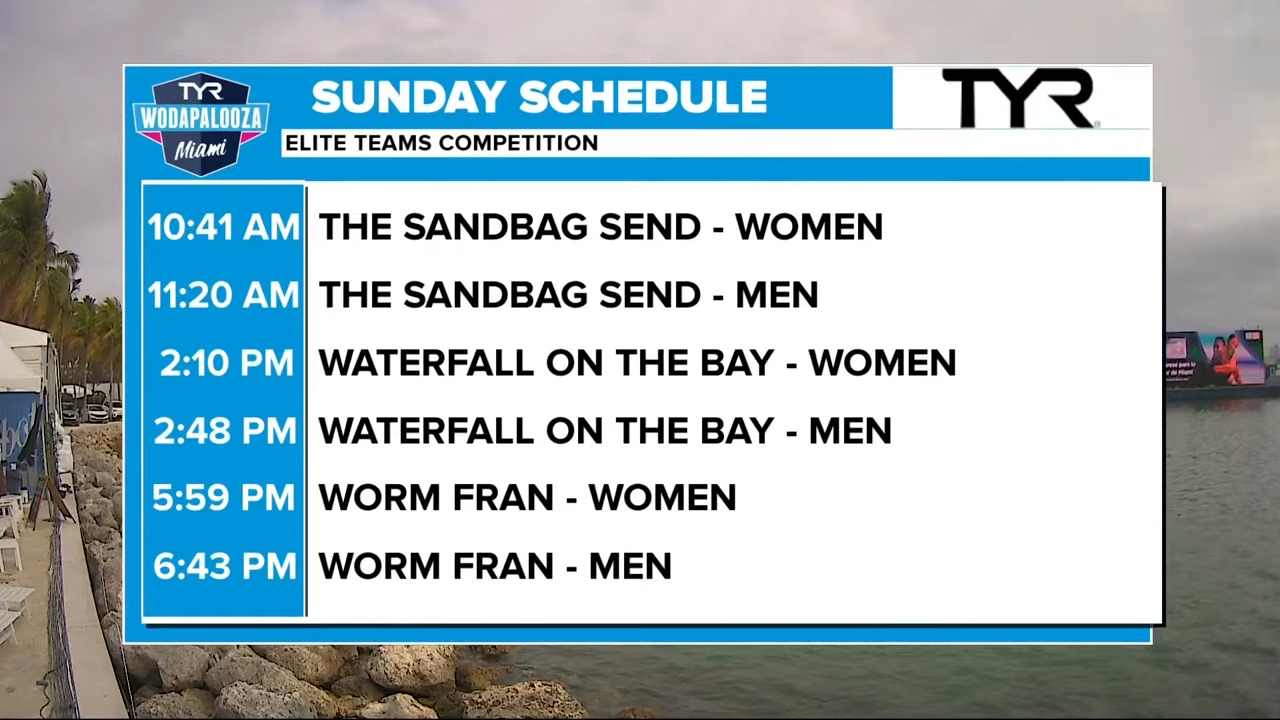 TYR
WODAPALOOZA
Miami
SUNDAY SCHEDULE
TYR
ELITE TEAMS COMPETITION
10:41 AM THE SANDBAG SEND - WOMEN
11:20 AM THE SANDBAG SEND - MEN
2:10 PM WATERFALL ON THE BAY - WOMEN
2:48 PM WATERFALL ON THE BAY - MEN
5:59 PM WORM FRAN - WOMEN
6:43 PM WORM FRAN - MEN
de Miami